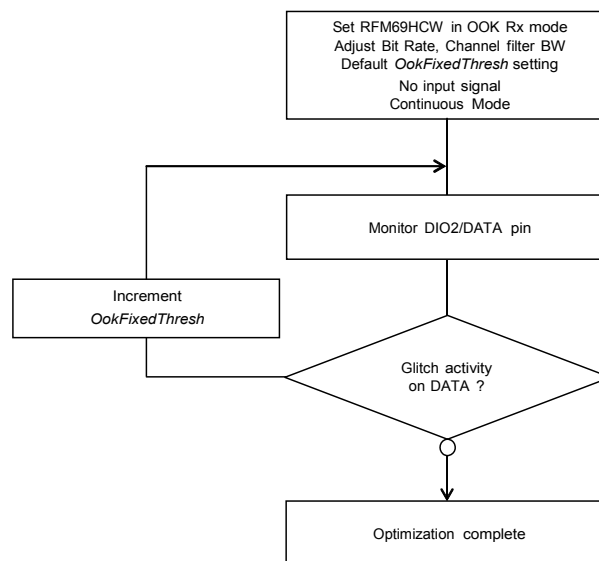 Set RFM69HCW in OOK Rx mode
Adjust Bit Rate, Channel filter BW
Default OokFixedThresh setting
No input signal
Continuous Mode
Monitor DIO2/DATA pin
Increment
OokFixedThresh
Glitch activity
on DATA ?
Optimization complete